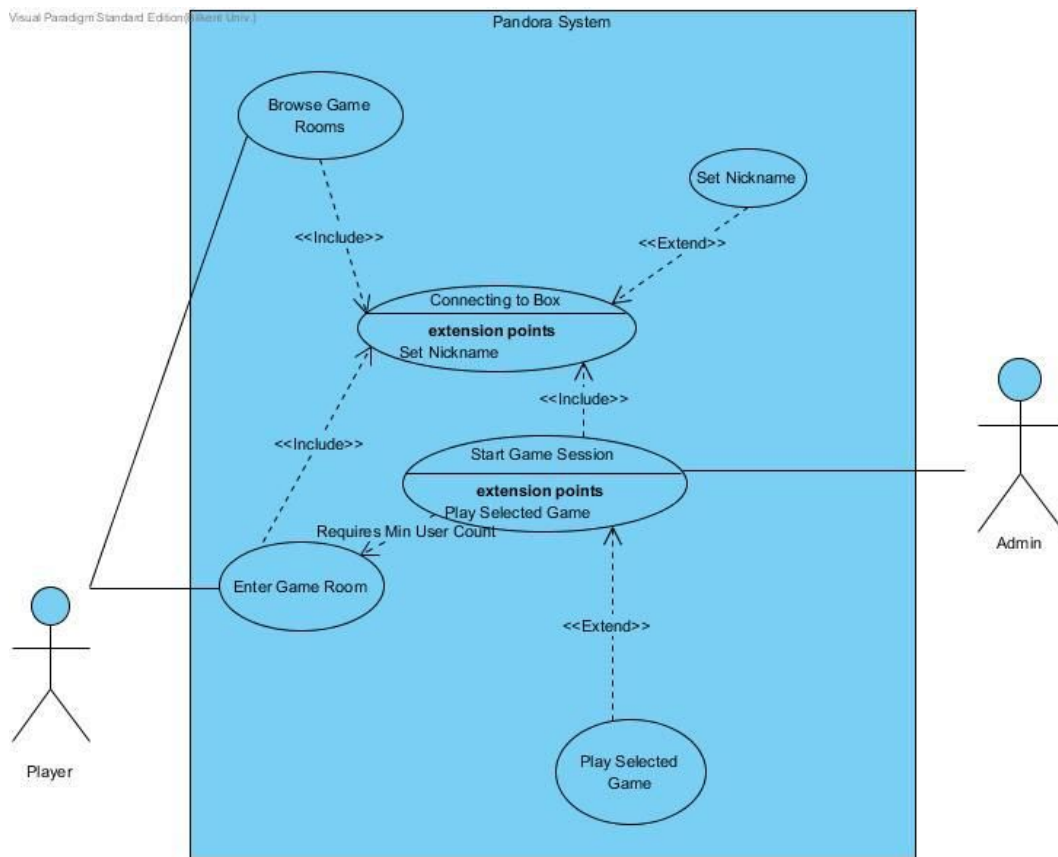 Visual Paradigm Standard Edition(Bilkent Univ.)
Pandora System
Browse Game
Rooms
Set Nickname
<<Include>>
<<Extend>>
Connecting to Box
extension points
Set Nickname
<<Include>>
<<Include>>
Start Game Session
extension points
Play Selected Game
Requires Min User Count
Admin
Enter Game Room
<<Extend>>
Player
Play Selected
Game